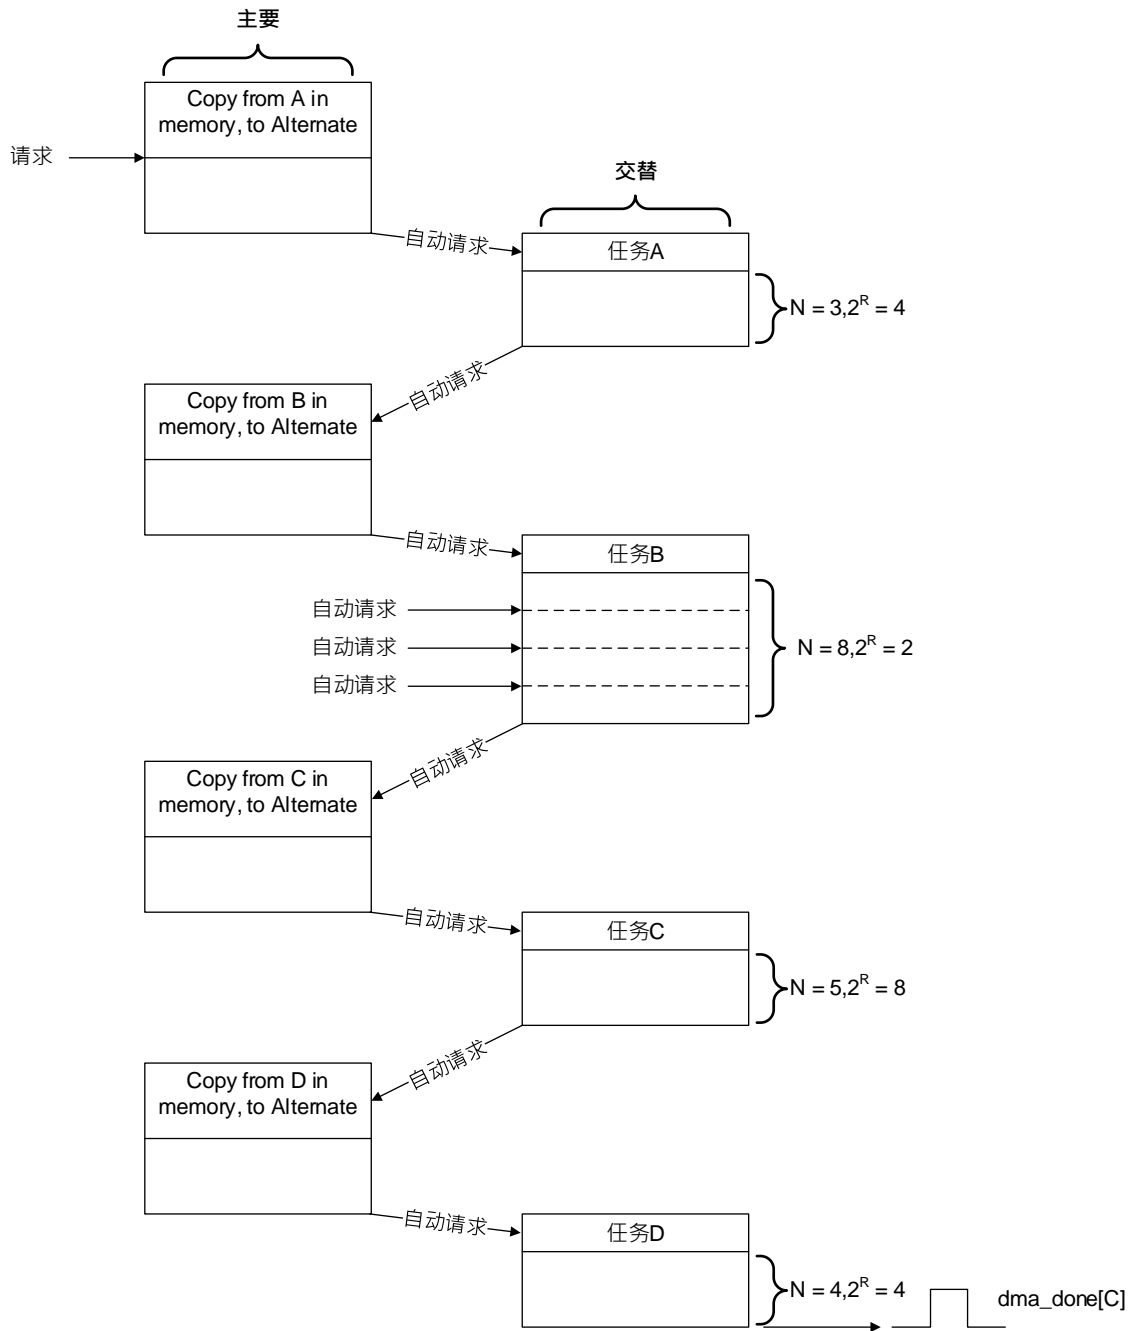 主要
Copy from A in
memory, to Alternate
请求
交替
自动请求
任务A
N = 3,2^R = 4
自动请求
Copy from B in
memory, to Alternate
自动请求
任务B
自动请求
自动请求
自动请求
N = 8,2^R = 2
自动请求
Copy from C in
memory, to Alternate
自动请求
任务C
N = 5,2^R = 8
自动请求
Copy from D in
memory, to Alternate
自动请求
任务D
N = 4,2^R = 4
dma_done[C]